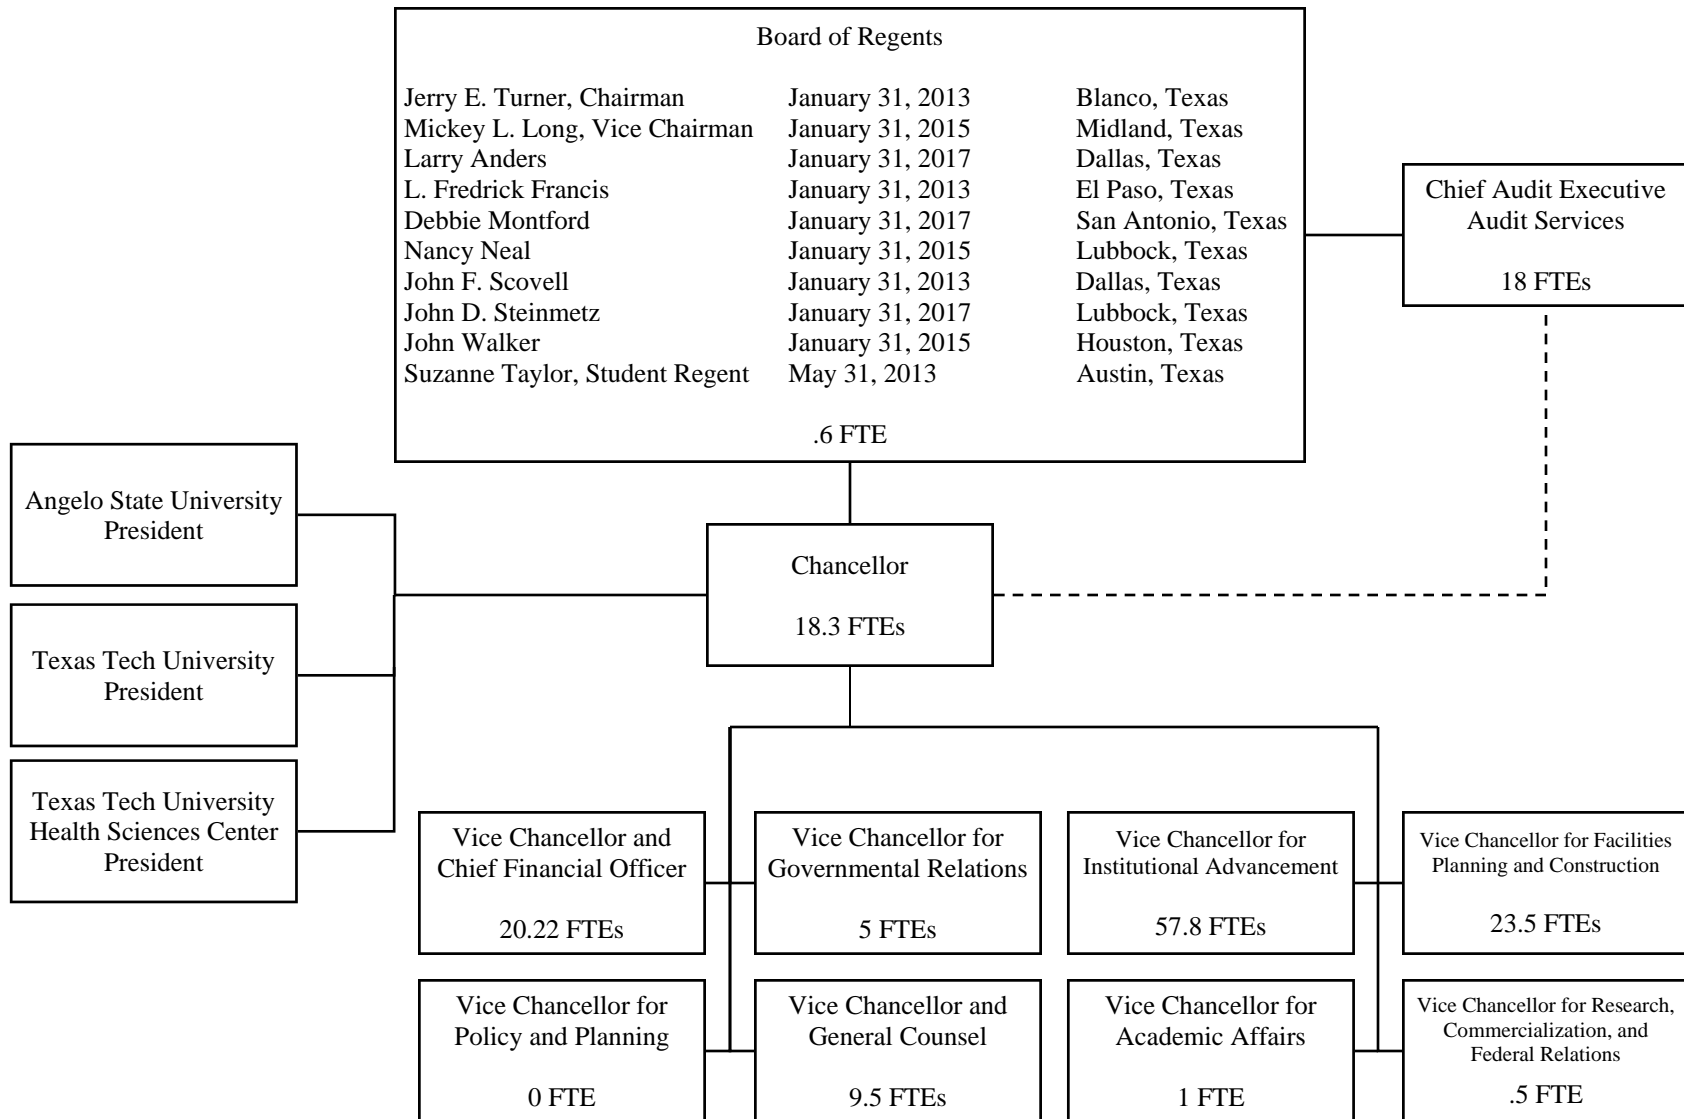 Board of Regents
Jerry E. Turner, Chairman January 31, 2013 Blanco, Texas
Mickey L. Long, Vice Chairman January 31, 2015 Midland, Texas
Larry Anders January 31, 2017 Dallas, Texas
L. Fredrick Francis January 31, 2013 El Paso, Texas
Debbie Montford January 31, 2017 San Antonio, Texas
Nancy Neal January 31, 2015 Lubbock, Texas
John F. Scovell January 31, 2013 Dallas, Texas
John D. Steinmetz January 31, 2017 Lubbock, Texas
John Walker January 31, 2015 Houston, Texas
Suzanne Taylor, Student Regent May 31, 2013 Austin, Texas
.6 FTE
Chief Audit Executive
Audit Services
18 FTEs
Angelo State University
President
Texas Tech University
President
Texas Tech University
Health Sciences Center
President
Chancellor
18.3 FTEs
Vice Chancellor and
Chief Financial Officer
20.22 FTEs
Vice Chancellor for
Governmental Relations
5 FTEs
Vice Chancellor for
Institutional Advancement
57.8 FTEs
Vice Chancellor for Facilities
Planning and Construction
23.5 FTEs
Vice Chancellor for
Policy and Planning
0 FTE
Vice Chancellor and
General Counsel
9.5 FTEs
Vice Chancellor for
Academic Affairs
1 FTE
Vice Chancellor for Research,
Commercialization, and
Federal Relations
.5 FTE